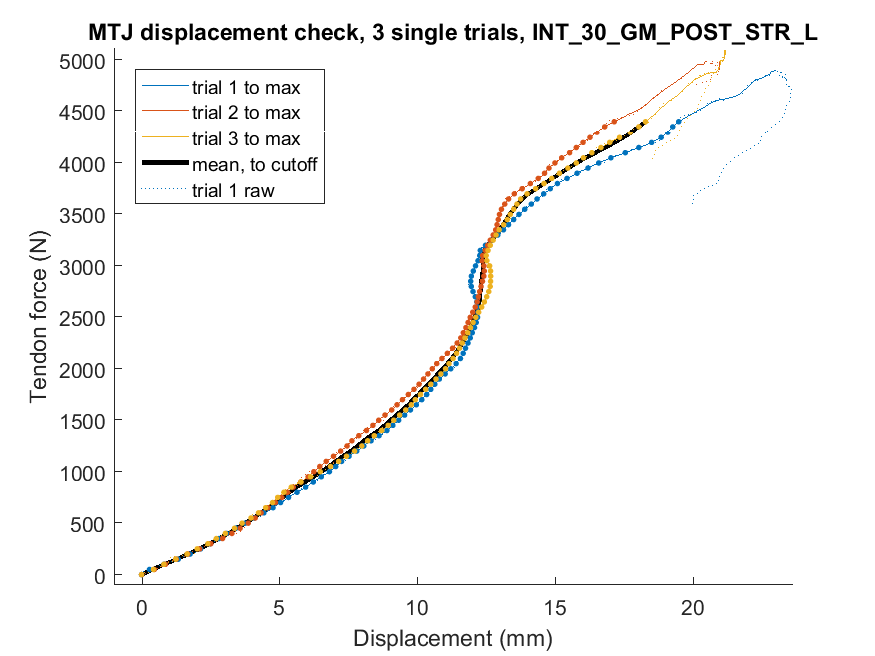 MTJ displacement check, 3 single trials, INT_30_GM_POST_STR_L
trial 1 to max
trial 2 to max
trial 3 to max
mean, to cutoff
trial 1 raw
5000
4500
4000
3500
3000
2500
2000
1500
1000
500
0
Tendon force (N)
0 5 10 15 20
Displacement (mm)